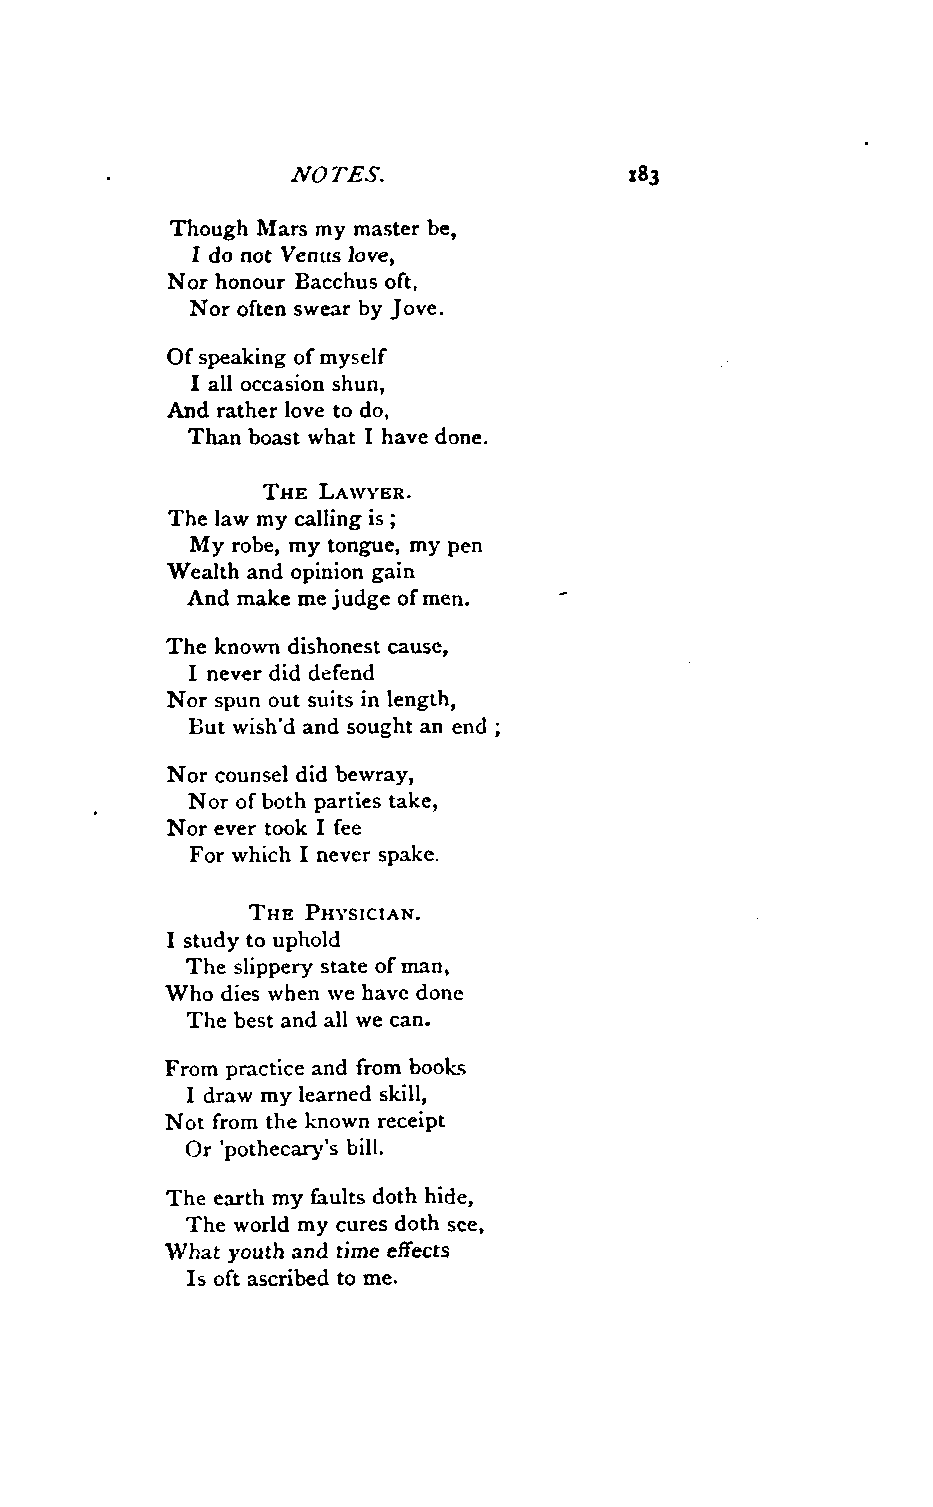 NOTES. 183
Though Mars my master be,
I do not Venus love,
Nor honour Bacchus oft,
Nor often swear by Jove.
Of speaking of myself
I all occasion shun,
And rather love to do,
Than boast what I have done.
THE LAWYER.
The law my calling is ;
My robe, my tongue, my pen
Wealth and opinion gain
And make me judge of men.
The known dishonest cause,
I never did defend
Nor spun out suits in length,
But wish'd and sought an end ;
Nor counsel did bewray,
Nor of both parties take,
Nor ever took I fee
For which I never spake.
THE PHYSICIAN.
I study to uphold
The slippery state of man,
Who dies when we have done
The best and all we can.
From practice and from books
I draw my learned skill,
Not from the known receipt
Or 'pothecary's bill.
The earth my faults doth hide,
The world my cures doth see,
What youth and time effects
Is oft ascribed to me.